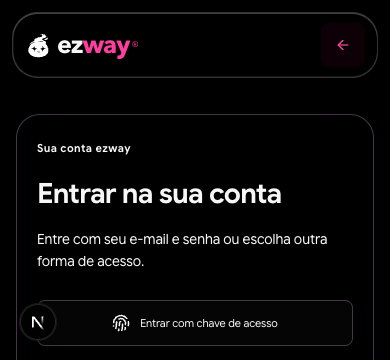 ezway®
Sua conta ezway
Entrar na sua conta
Entre com seu e-mail e senha ou escolha outra
forma de acesso.
N
Entrar com chave de acesso